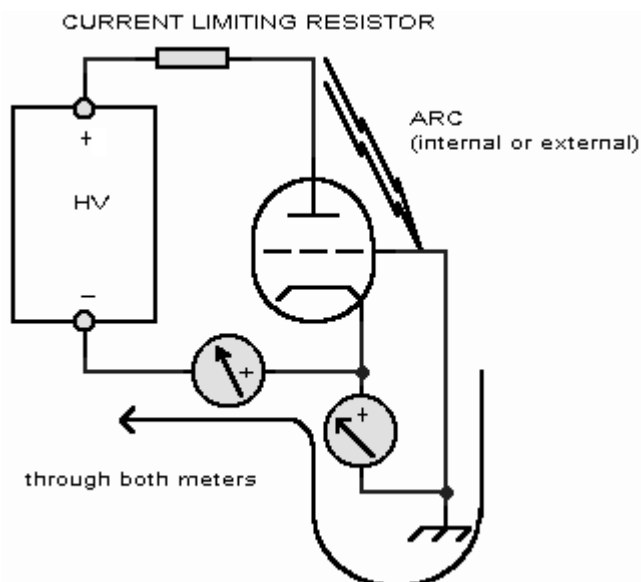 CURRENT LIMITING RESISTOR
ARC
(internal or external)
+
HV
−
+
+
through both meters